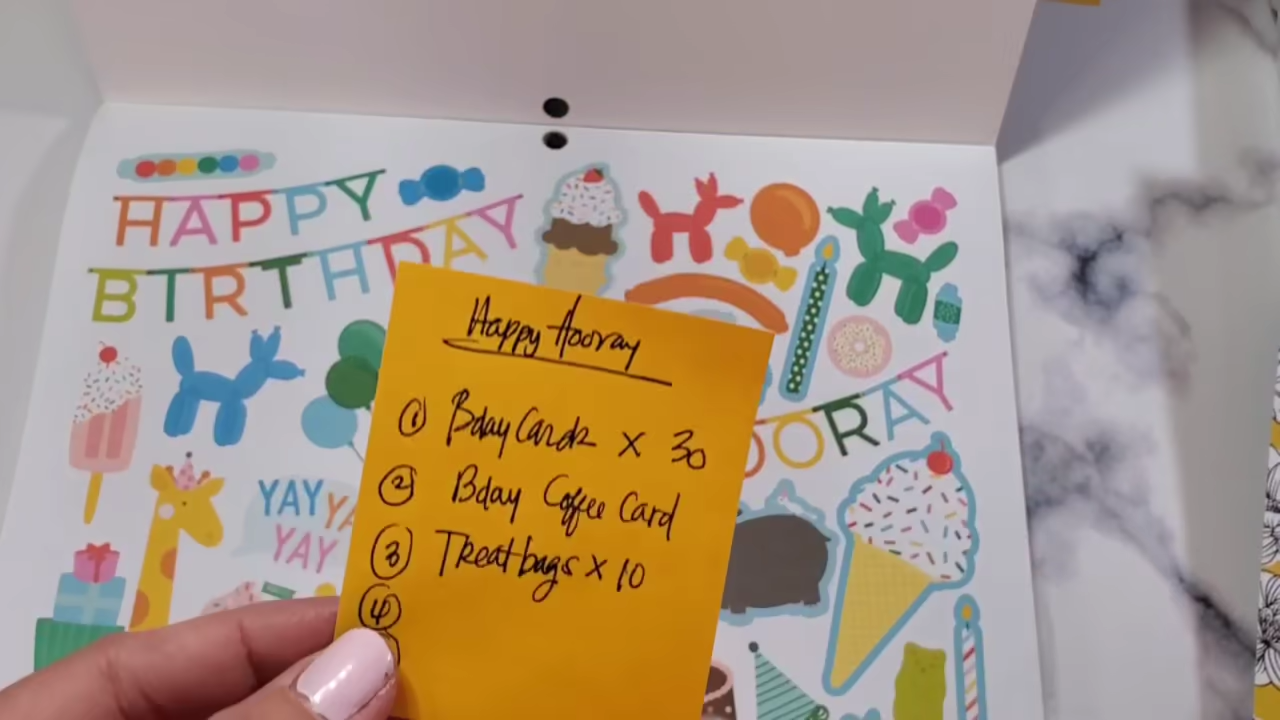 HAPPY
BIRTHDAY
Happy Hooray
① Bday Cards x 30
② Bday Coffee Card
③ Treat bags x 10
④
YAY
YAY